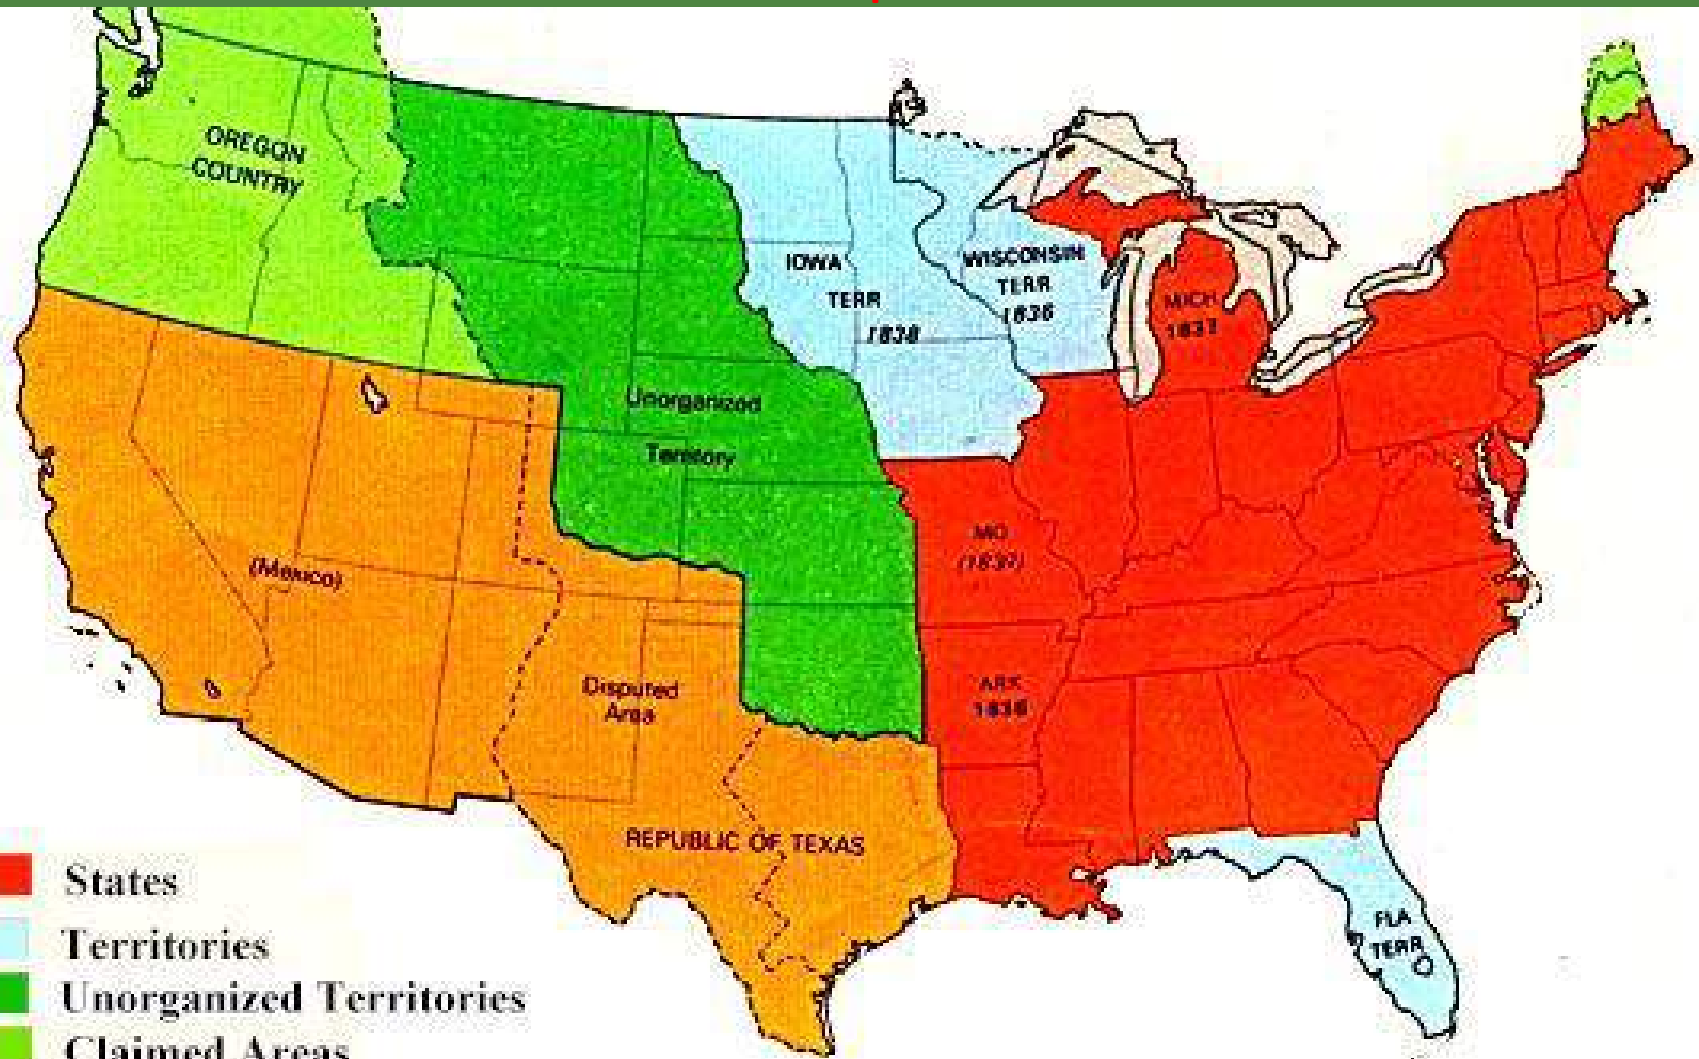 OREGON
COUNTRY
IOWA
TERR
1838
WISCONSIN
TERR
1836
MICH
1837
Unorganized
Territory
MO
(1837)
(Mexico)
Disputed
Area
ARK
1836
REPUBLIC OF TEXAS
FLA
TERR
States
Territories
Unorganized Territories
Claimed Areas